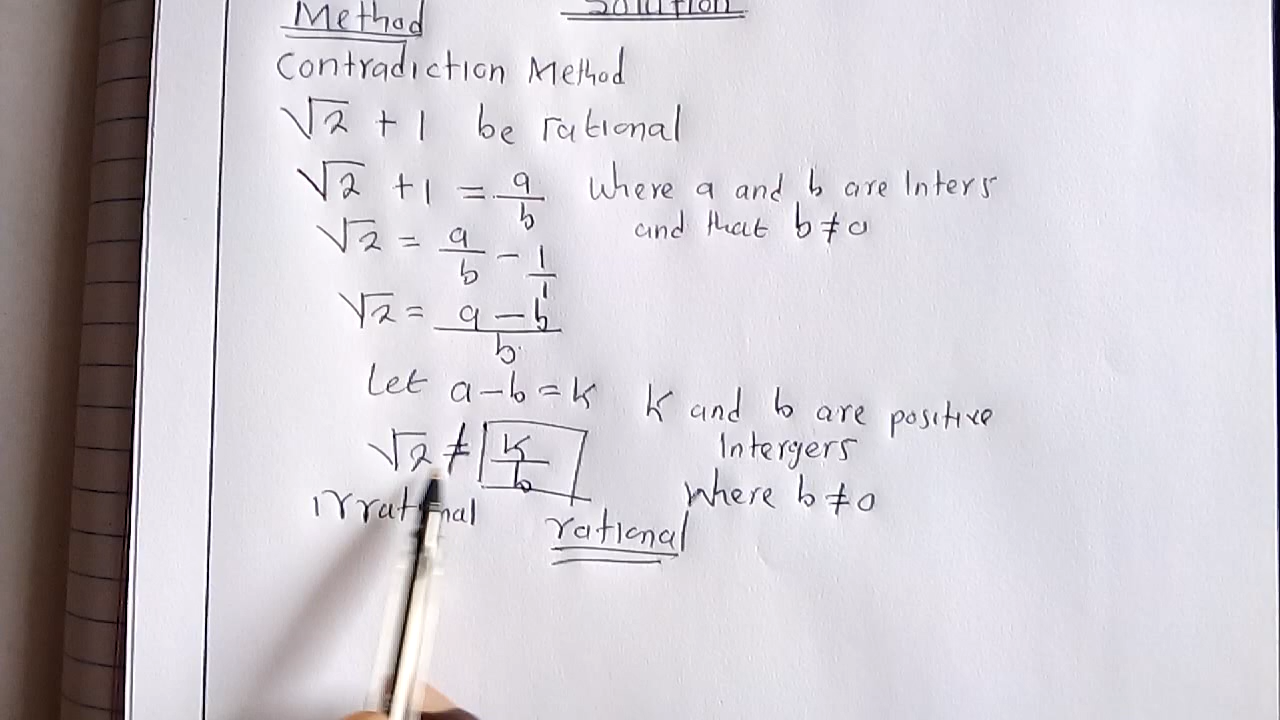 Solution
Method
Contradiction Method
√2 + 1 be rational
√2 + 1 = a/b Where a and b are Inters
and that b ≠ 0
√2 = a/b - 1/1
√2 = a - b / b
Let a - b = k k and b are positive
Intergers
√2 ≠ k/b
Where b ≠ 0
irrational rational